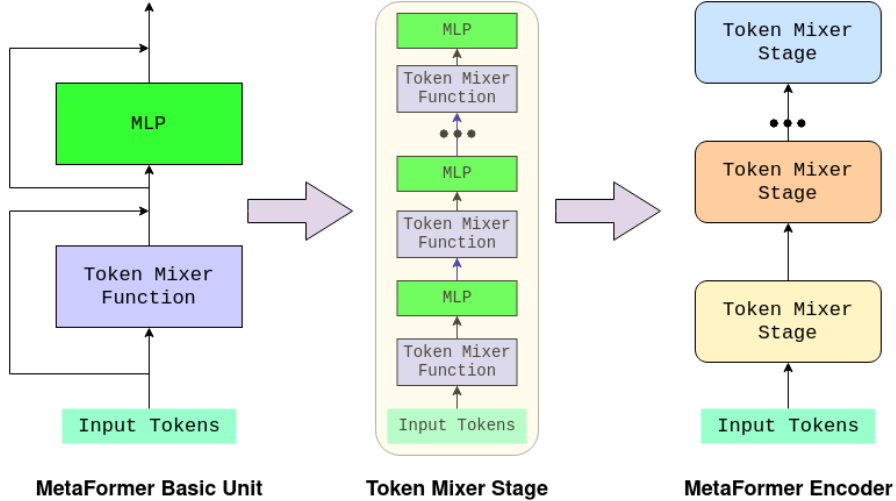 MLP
Token Mixer
Function
Input Tokens
MetaFormer Basic Unit
MLP
Token Mixer
Function
MLP
Token Mixer
Function
MLP
Token Mixer
Function
Input Tokens
Token Mixer Stage
Token Mixer
Stage
Token Mixer
Stage
Token Mixer
Stage
Input Tokens
MetaFormer Encoder